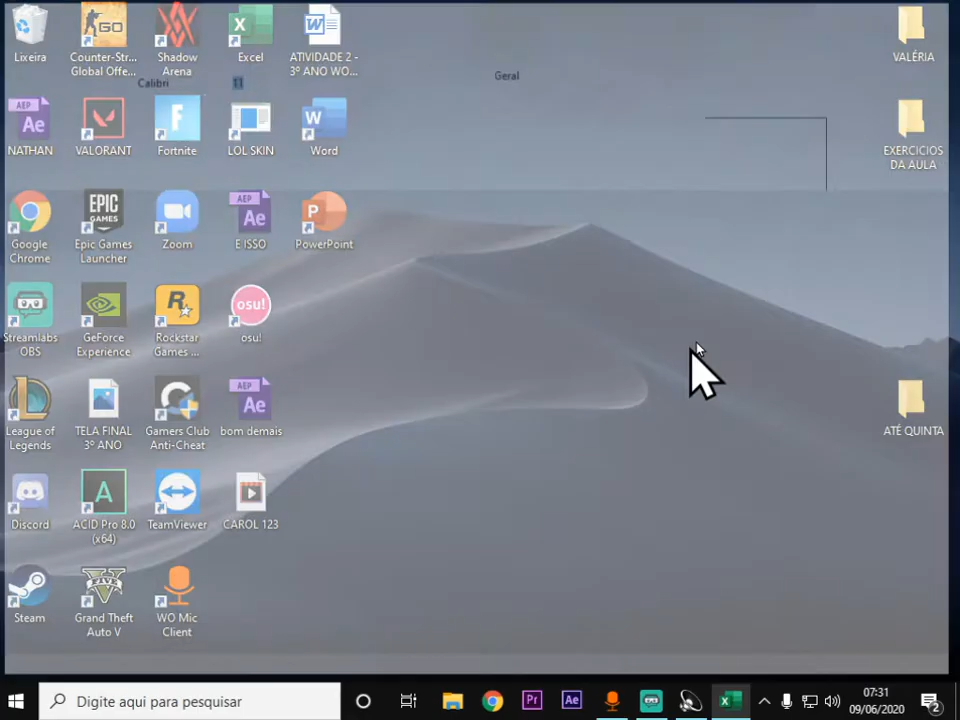 Lixeira
Counter-Str...
Global Offe...
Shadow
Arena
Excel
ATIVIDADE 2 -
3º ANO WO...
VALÉRIA
Calibri
11
Geral
NATHAN
VALORANT
Fortnite
LOL SKIN
Word
EXERCICIOS
DA AULA
Google
Chrome
Epic Games
Launcher
Zoom
E ISSO
PowerPoint
Streamlabs
OBS
GeForce
Experience
Rockstar
Games ...
osu!
League of
Legends
TELA FINAL
3º ANO
Gamers Club
Anti-Cheat
bom demais
ATÉ QUINTA
Discord
ACID Pro 8.0
(x64)
TeamViewer
CAROL 123
Steam
Grand Theft
Auto V
WO Mic
Client
Digite aqui para pesquisar
07:31
09/06/2020
2